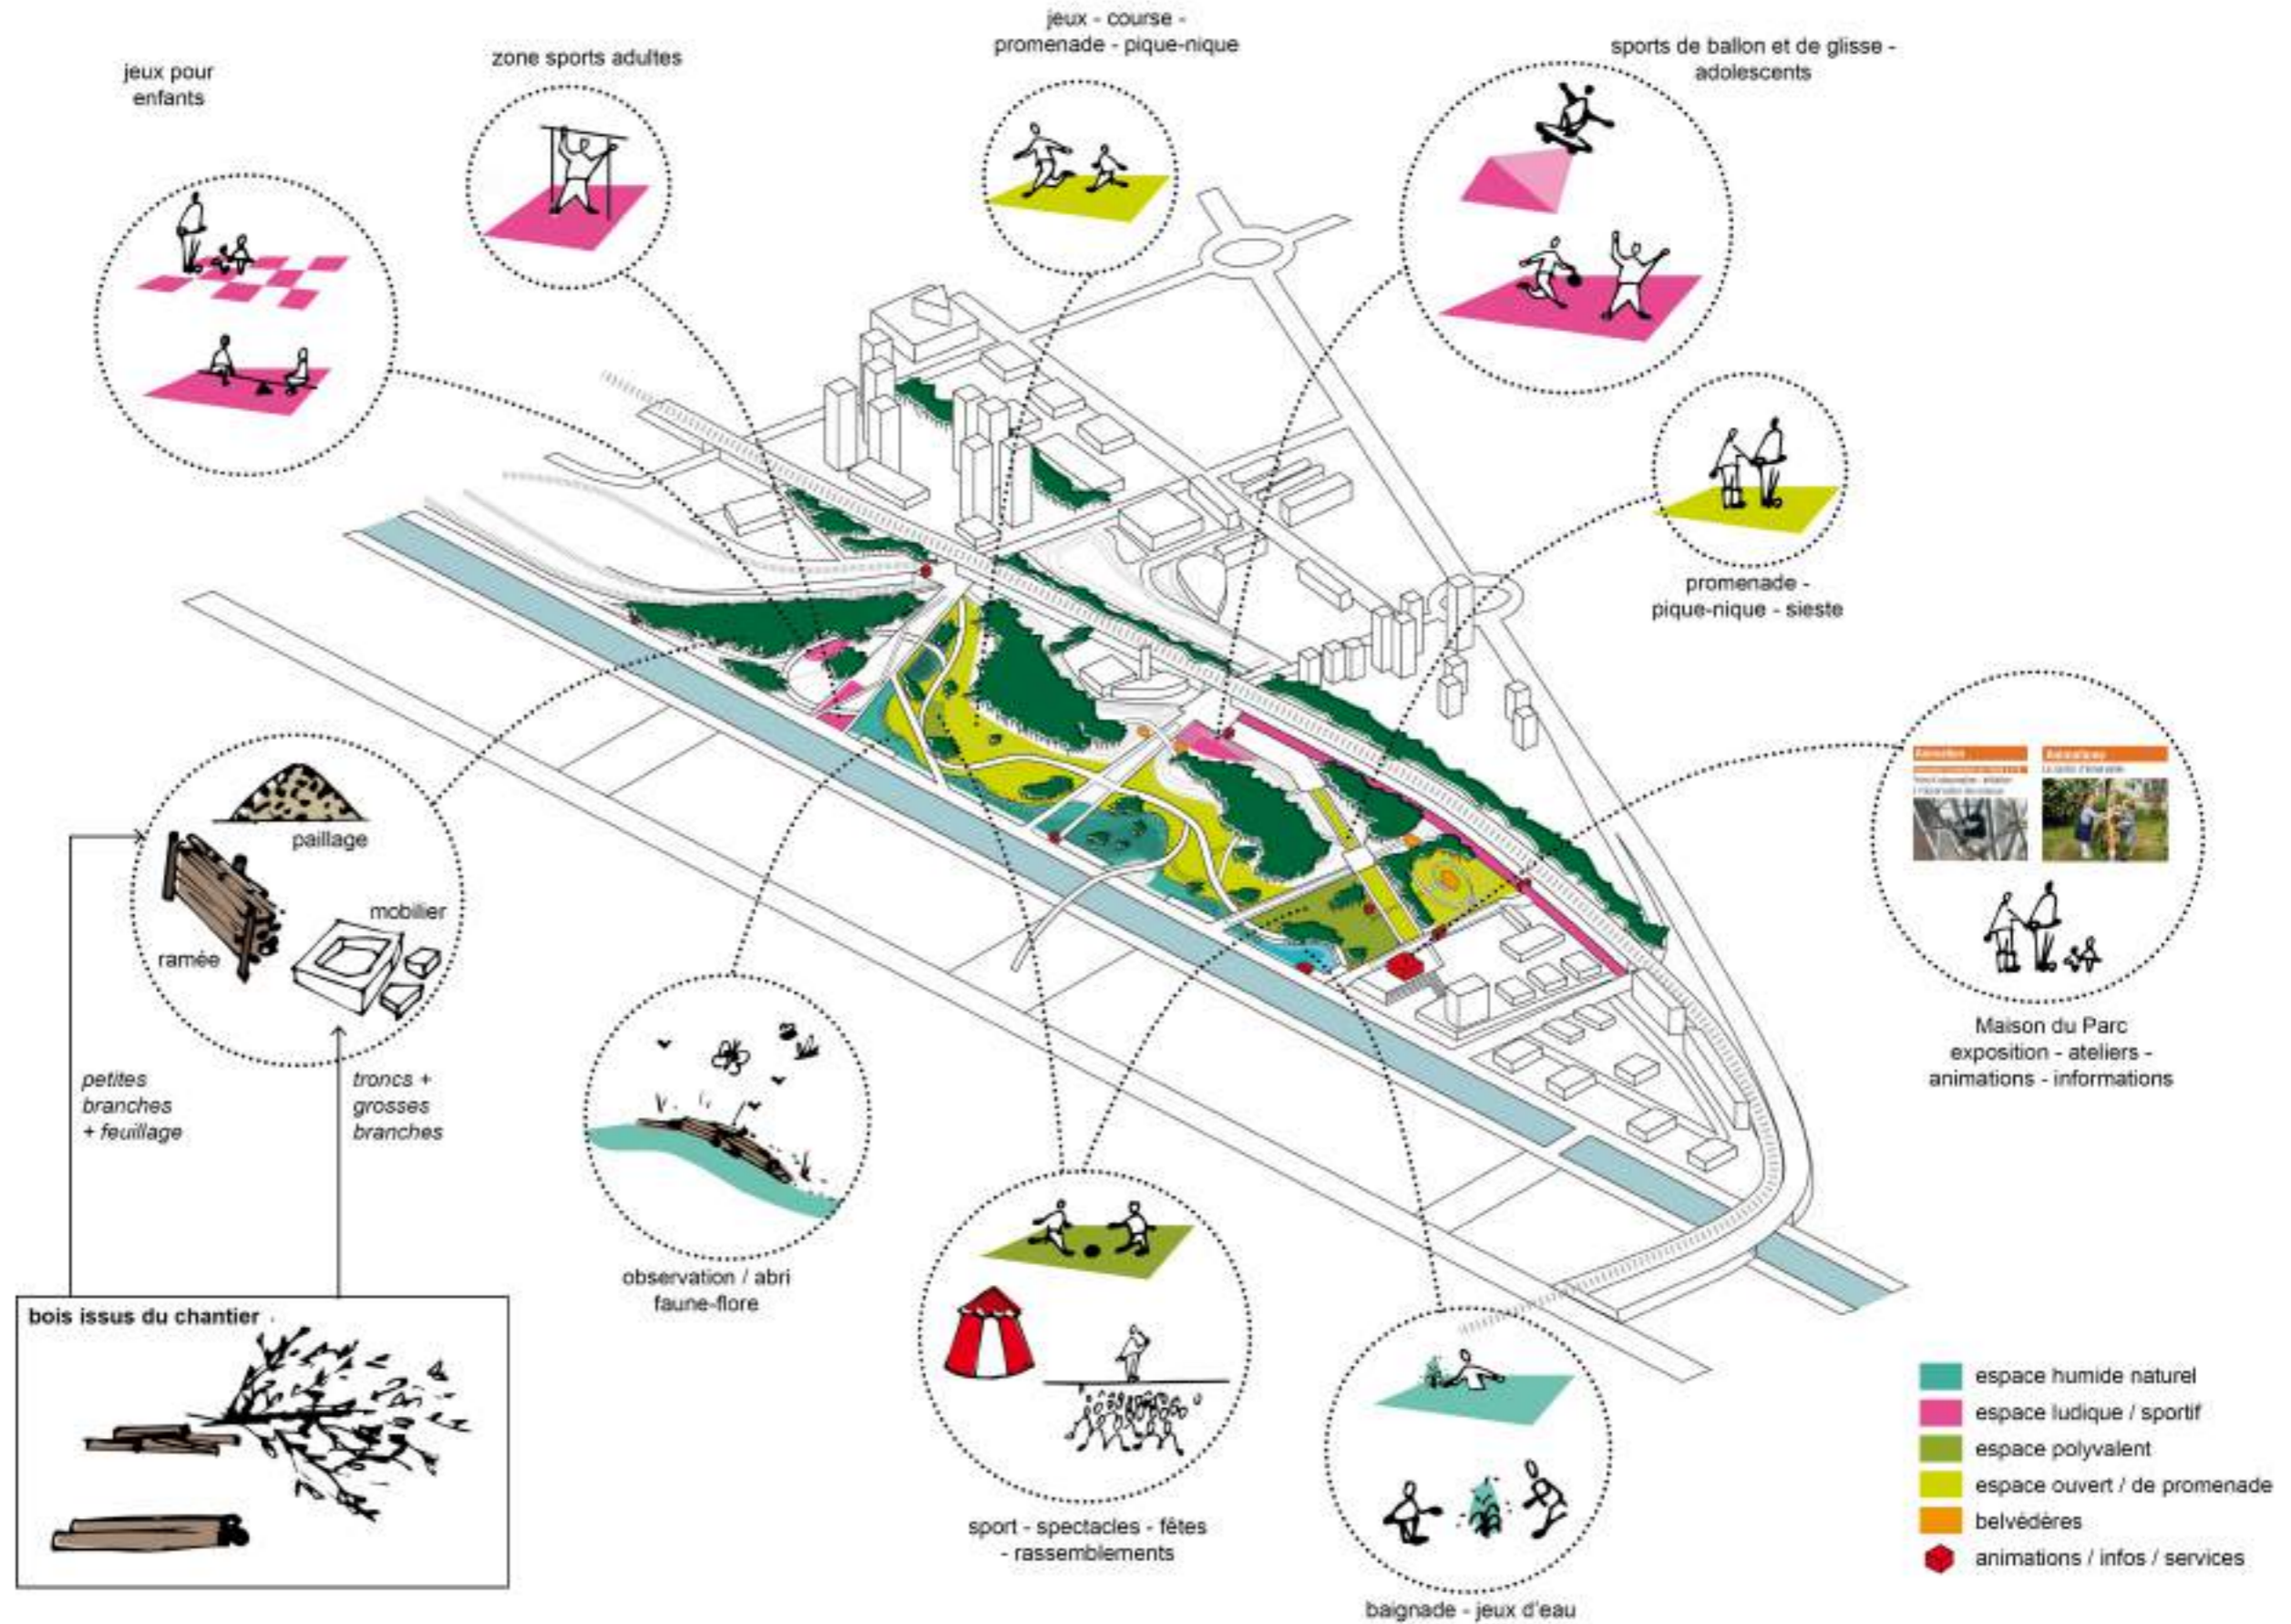 jeux - course -
promenade - pique-nique
jeux pour
enfants
zone sports adultes
sports de ballon et de glisse -
adolescents
promenade -
pique-nique - sieste
paillage
ramée
mobilier
petites
branches
+ feuillage
troncs +
grosses
branches
bois issus du chantier
observation / abri
faune-flore
sport - spectacles - fêtes
- rassemblements
baignade - jeux d'eau
Animation
Animations
Maison du Parc
exposition - ateliers -
animations - informations
espace humide naturel
espace ludique / sportif
espace polyvalent
espace ouvert / de promenade
belvédères
animations / infos / services